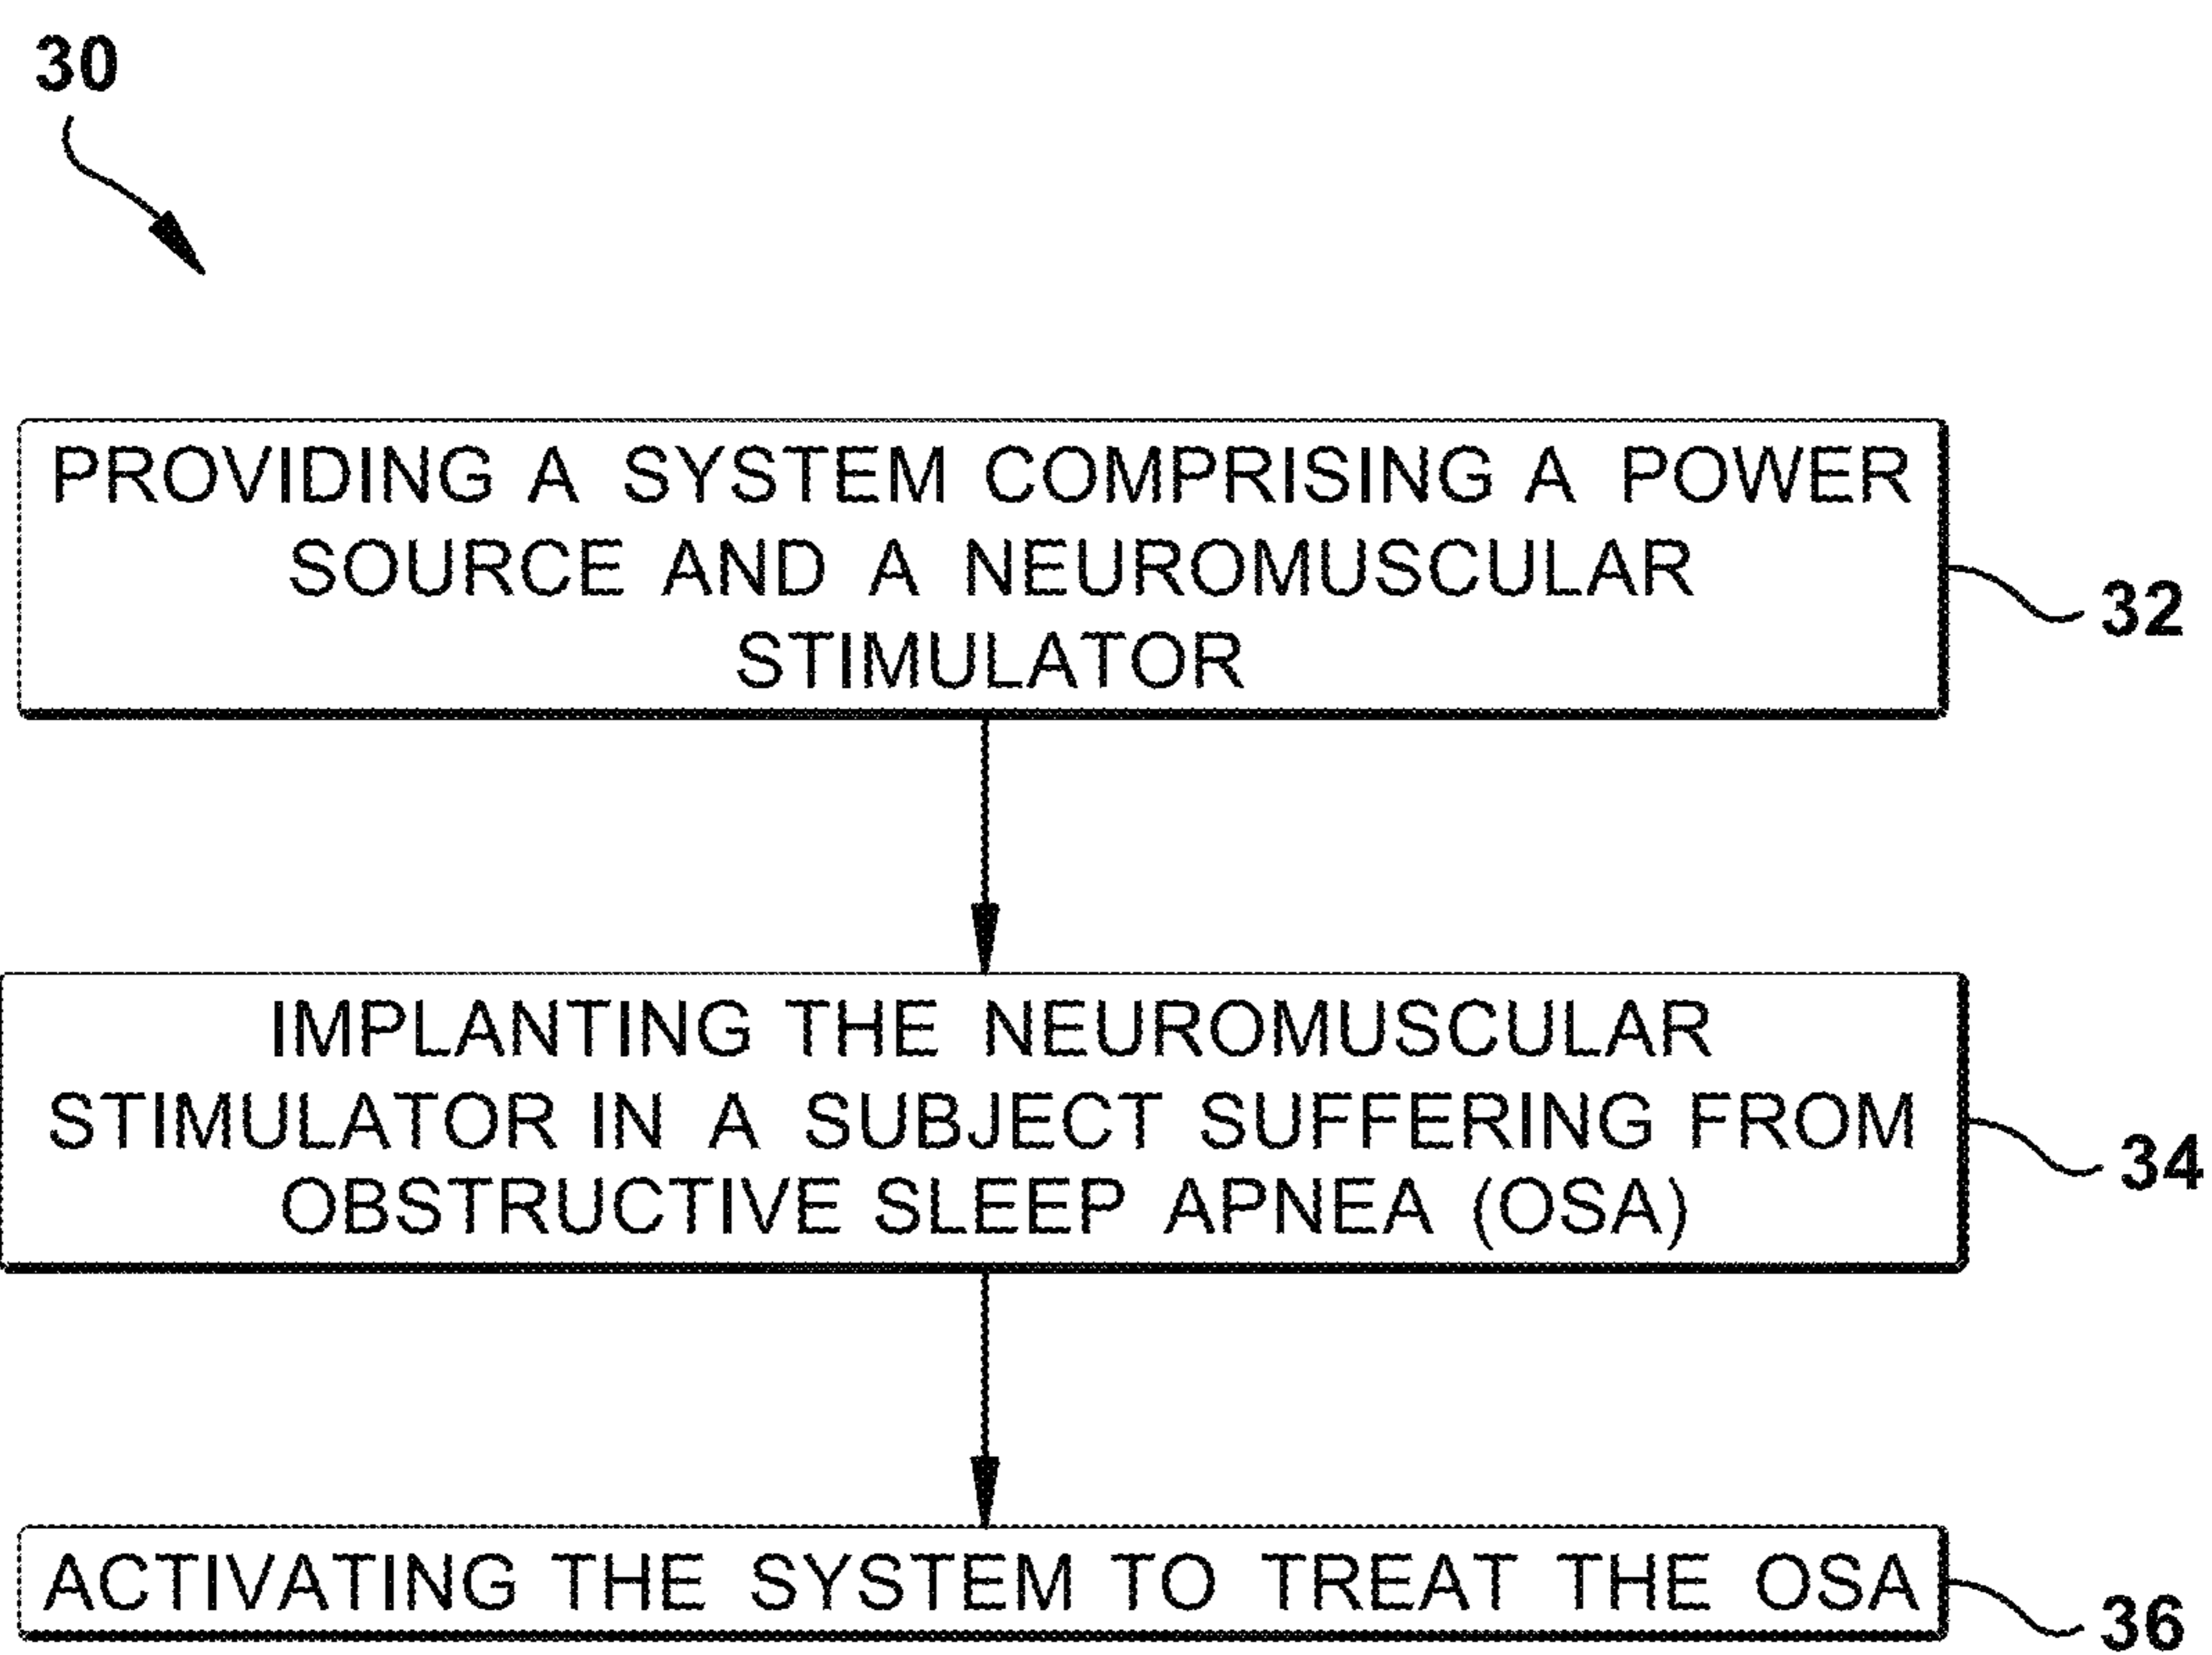 30
PROVIDING A SYSTEM COMPRISING A POWER
SOURCE AND A NEUROMUSCULAR
STIMULATOR
32
IMPLANTING THE NEUROMUSCULAR
STIMULATOR IN A SUBJECT SUFFERING FROM
OBSTRUCTIVE SLEEP APNEA (OSA)
34
ACTIVATING THE SYSTEM TO TREAT THE OSA
36